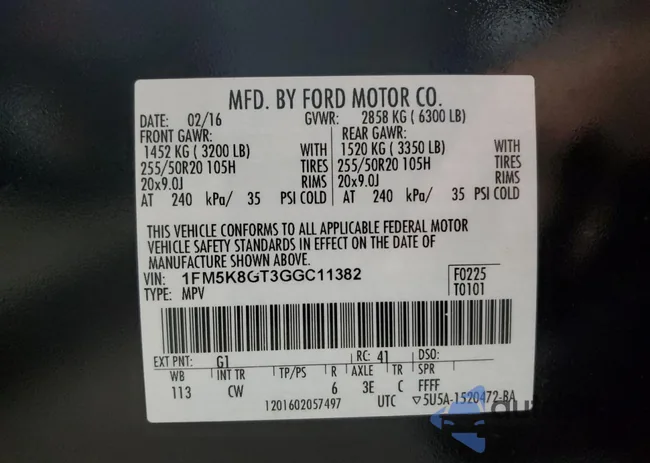 MFD. BY FORD MOTOR CO.
DATE: 02/16 GVWR: 2858 KG ( 6300 LB)
FRONT GAWR: REAR GAWR:
1452 KG ( 3200 LB) WITH 1520 KG ( 3350 LB) WITH
255/50R20 105H TIRES 255/50R20 105H TIRES
20x9.0J RIMS 20x9.0J RIMS
AT 240 kPa/ 35 PSI COLD AT 240 kPa/ 35 PSI COLD
THIS VEHICLE CONFORMS TO ALL APPLICABLE FEDERAL MOTOR
VEHICLE SAFETY STANDARDS IN EFFECT ON THE DATE OF
MANUFACTURE SHOWN ABOVE.
VIN: 1FM5K8GT3GGC11382 F0225
TYPE: MPV T0101
EXT PNT: G1 RC: 41 DSO:
WB INT TR TP/PS R AXLE TR SPR
113 CW 6 3E C FFFF
1201602057497 UTC ▽5U5A-1520472-BA